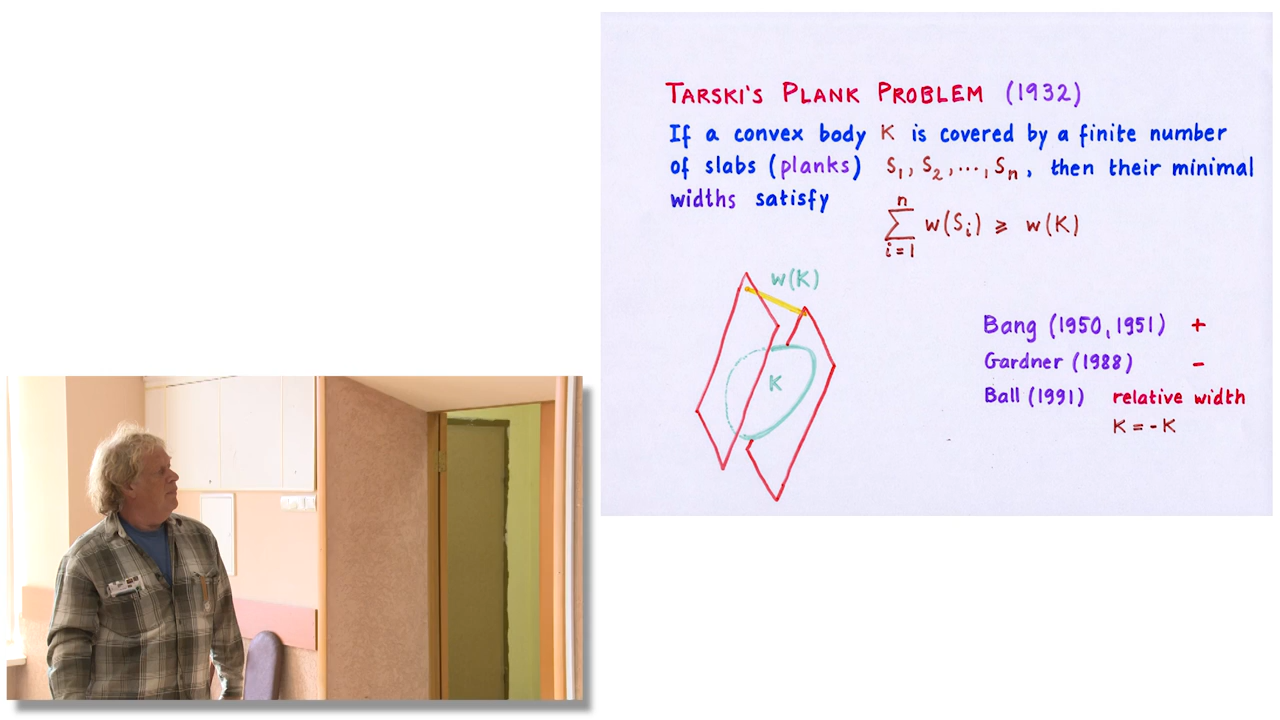 TARSKI'S PLANK PROBLEM (1932)
If a convex body K is covered by a finite number
of slabs (planks) S₁, S₂, ..., Sₙ, then their minimal
widths satisfy
n
∑ w(Sᵢ) ≥ w(K)
i=1
w(K)
K
Bang (1950, 1951) +
Gardner (1988) -
Ball (1991) relative width
K = -K